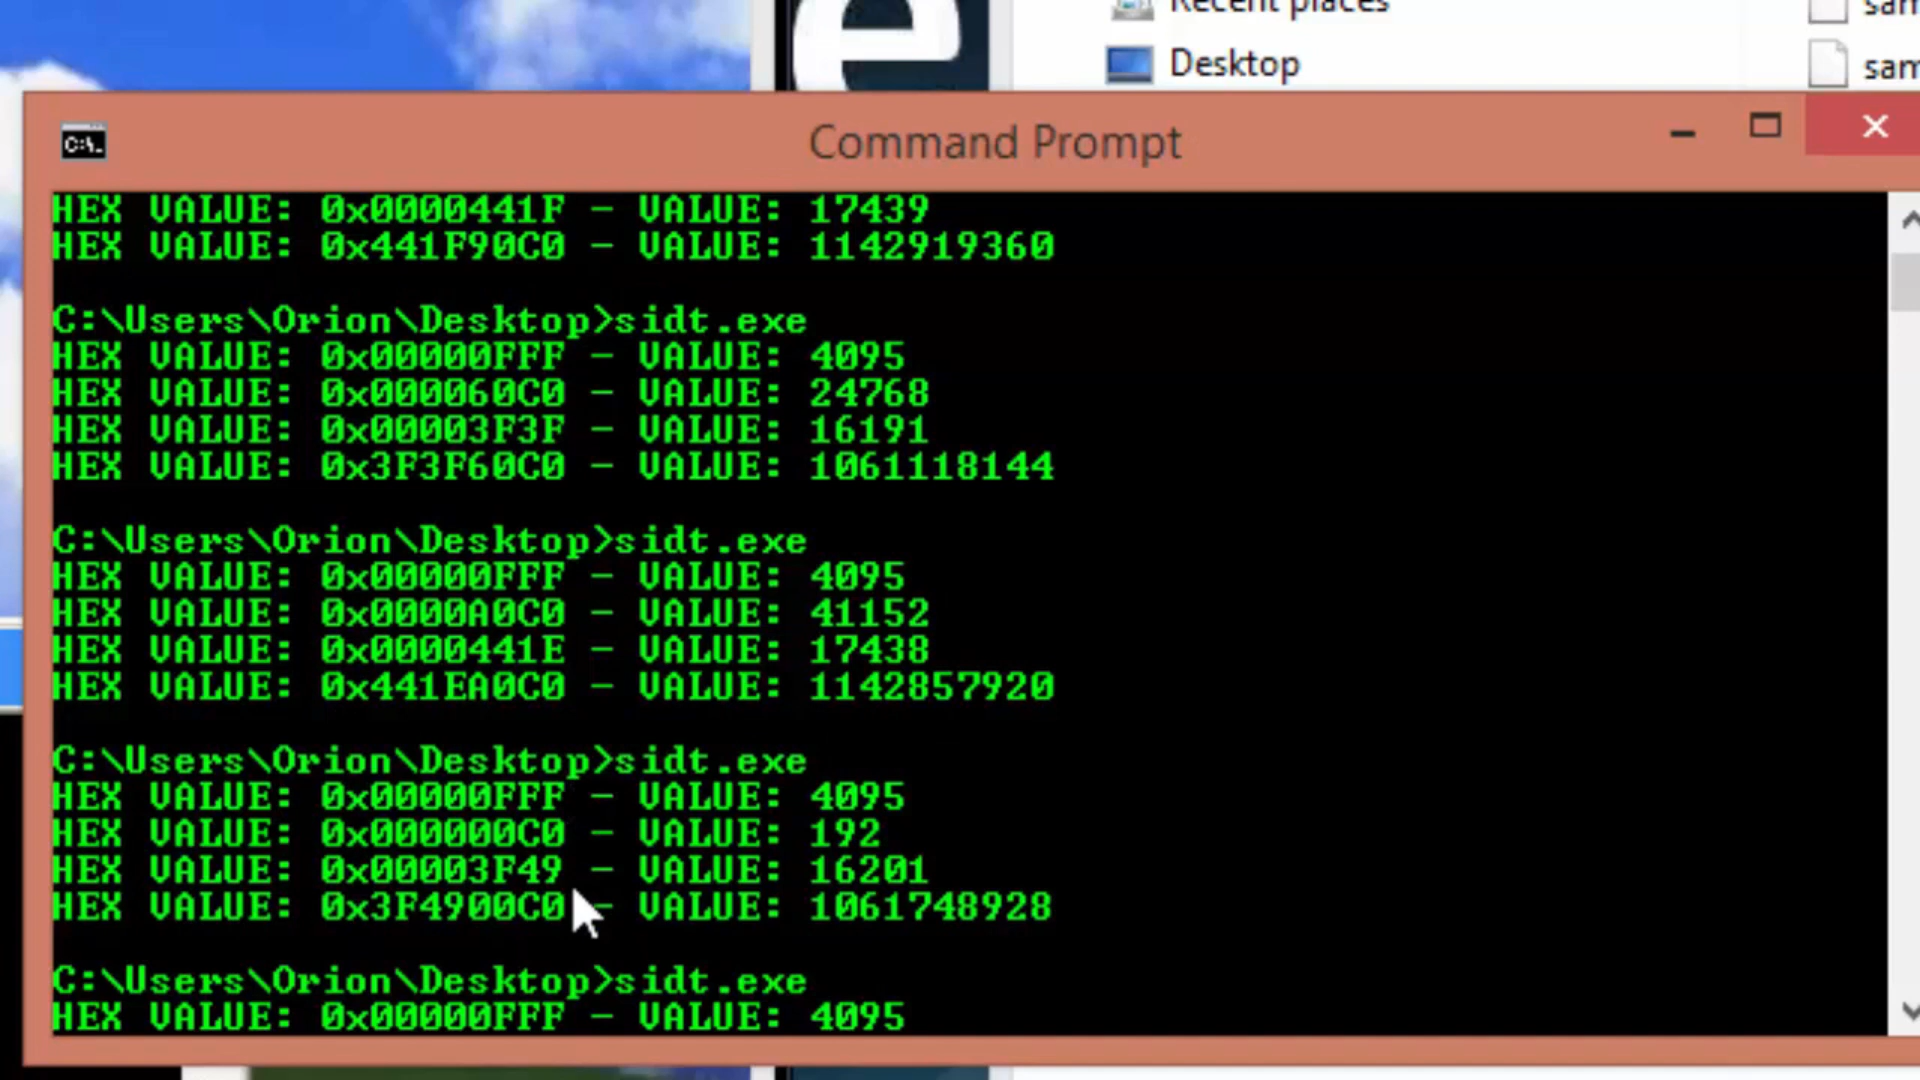 Recent places
Desktop
Command Prompt
HEX VALUE: 0x0000441F - VALUE: 17439
HEX VALUE: 0x441F90C0 - VALUE: 1142919360
C:\Users\Orion\Desktop>sidt.exe
HEX VALUE: 0x00000FFF - VALUE: 4095
HEX VALUE: 0x000060C0 - VALUE: 24768
HEX VALUE: 0x00003F3F - VALUE: 16191
HEX VALUE: 0x3F3F60C0 - VALUE: 1061118144
C:\Users\Orion\Desktop>sidt.exe
HEX VALUE: 0x00000FFF - VALUE: 4095
HEX VALUE: 0x0000A0C0 - VALUE: 41152
HEX VALUE: 0x0000441E - VALUE: 17438
HEX VALUE: 0x441EA0C0 - VALUE: 1142857920
C:\Users\Orion\Desktop>sidt.exe
HEX VALUE: 0x00000FFF - VALUE: 4095
HEX VALUE: 0x000000C0 - VALUE: 192
HEX VALUE: 0x00003F49 - VALUE: 16201
HEX VALUE: 0x3F4900C0 - VALUE: 1061748928
C:\Users\Orion\Desktop>sidt.exe
HEX VALUE: 0x00000FFF - VALUE: 4095